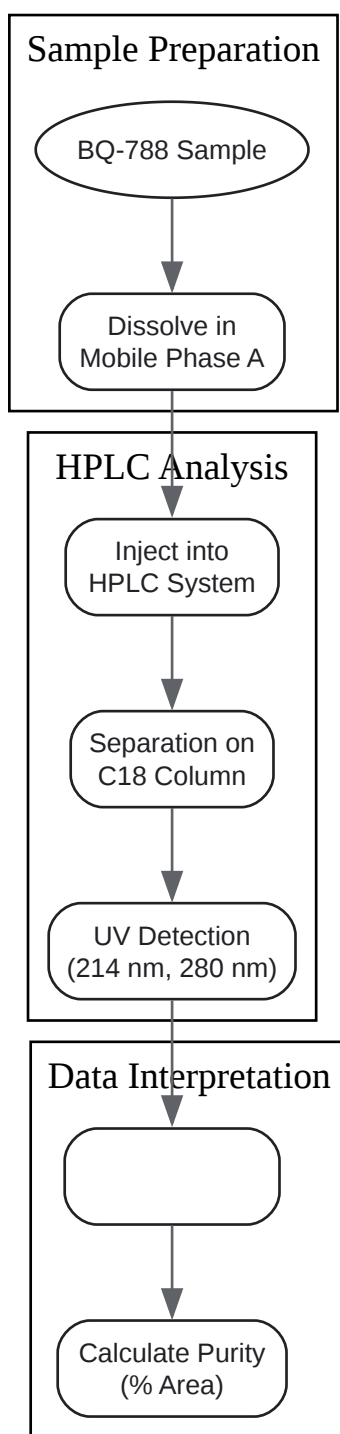 Sample Preparation
BQ-788 Sample
Dissolve in
Mobile Phase A
HPLC Analysis
Inject into
HPLC System
Separation on
C18 Column
UV Detection
(214 nm, 280 nm)
Data Interpretation
Calculate Purity
(% Area)